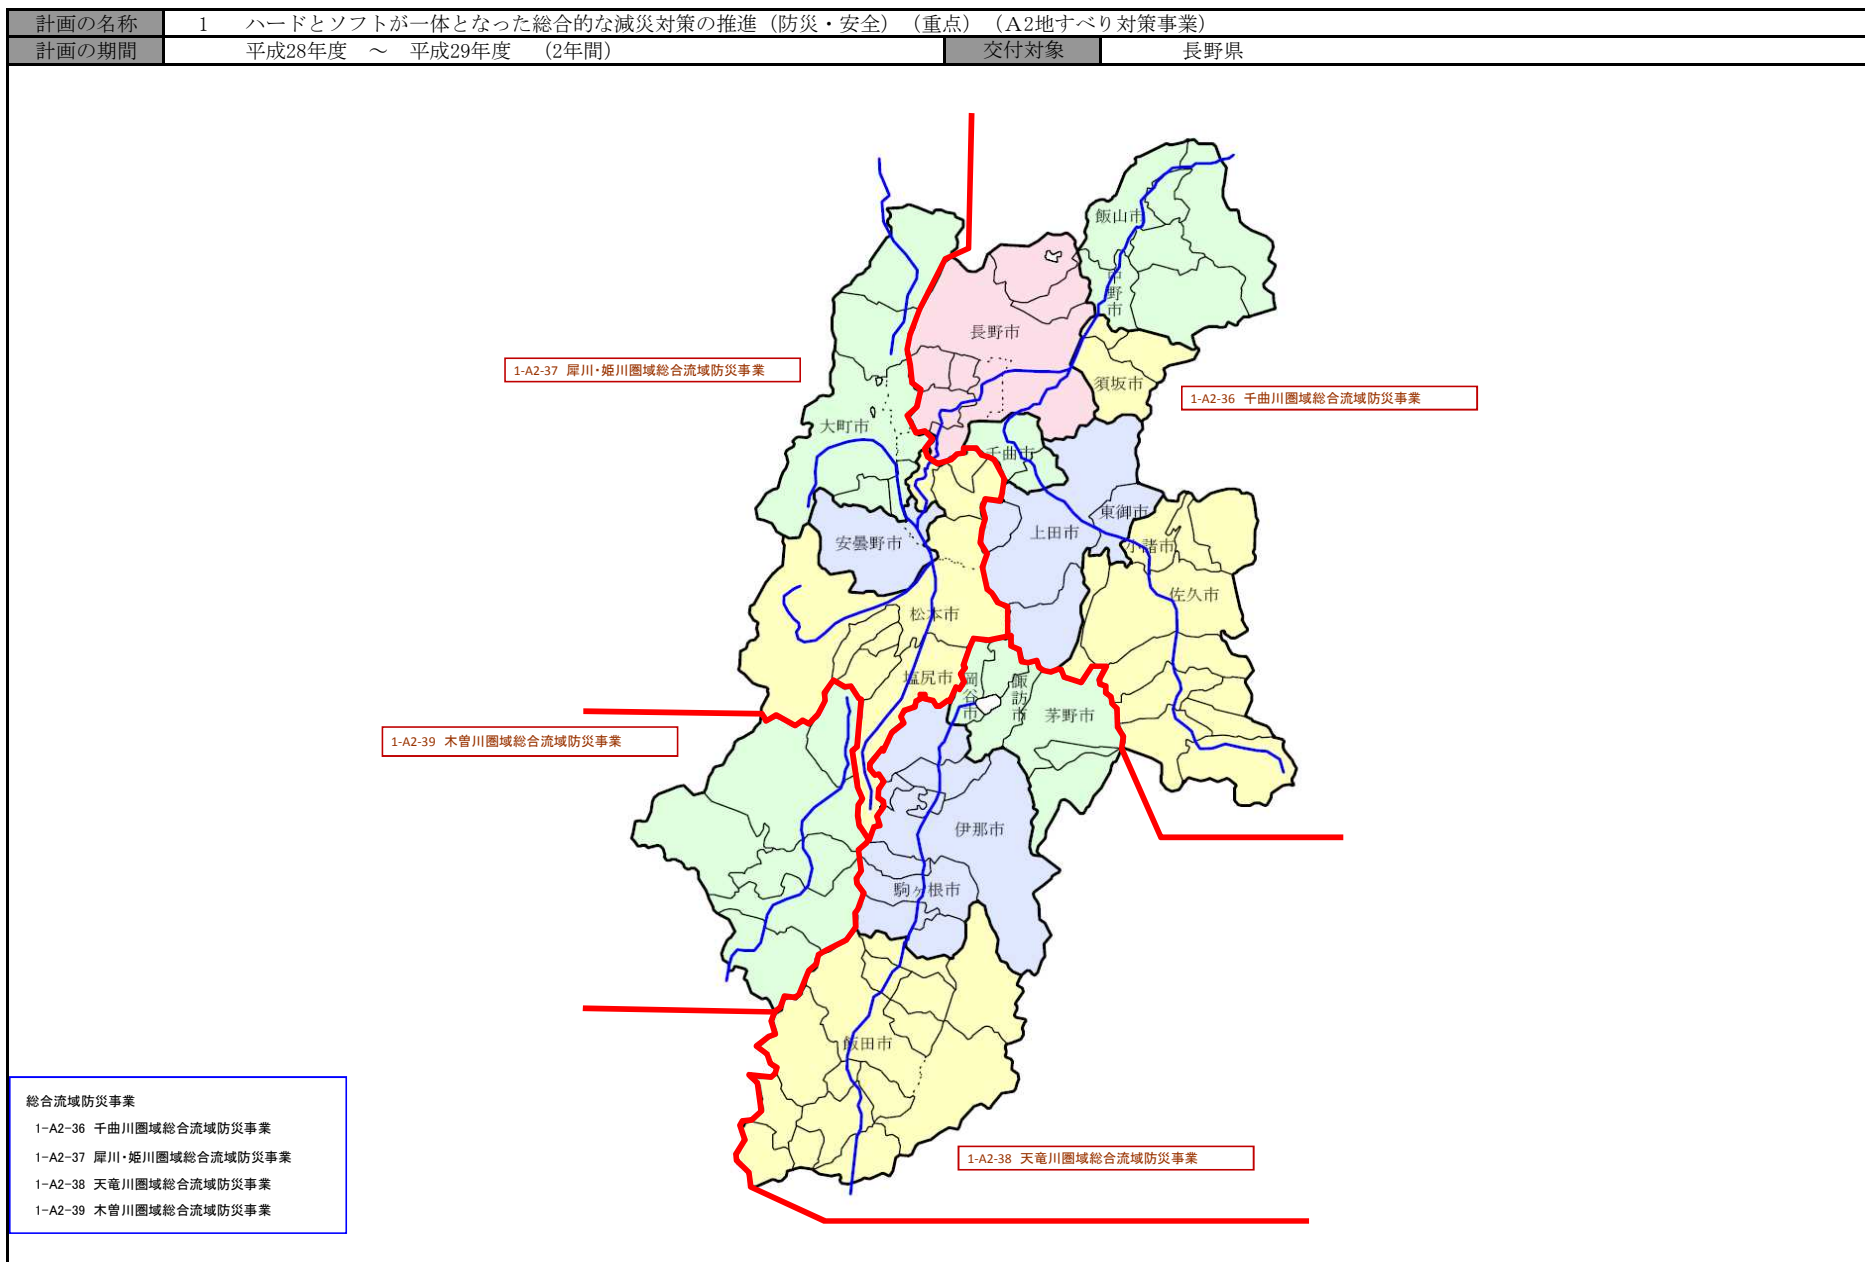 計画の名称 1 ハードとソフトが一体となった総合的な減災対策の推進（防災・安全）（重点）（A2地すべり対策事業）
計画の期間 平成28年度 ～ 平成29年度 （2年間） 交付対象 長野県
飯山市
中野市
長野市
1-A2-37 犀川・姫川圏域総合流域防災事業
須坂市
1-A2-36 千曲川圏域総合流域防災事業
大町市
千曲市
東御市
上田市
安曇野市
小諸市
佐久市
松本市
塩尻市
岡谷市
諏訪市
茅野市
1-A2-39 木曽川圏域総合流域防災事業
伊那市
駒ヶ根市
飯田市
1-A2-38 天竜川圏域総合流域防災事業
総合流域防災事業
1-A2-36 千曲川圏域総合流域防災事業
1-A2-37 犀川・姫川圏域総合流域防災事業
1-A2-38 天竜川圏域総合流域防災事業
1-A2-39 木曽川圏域総合流域防災事業